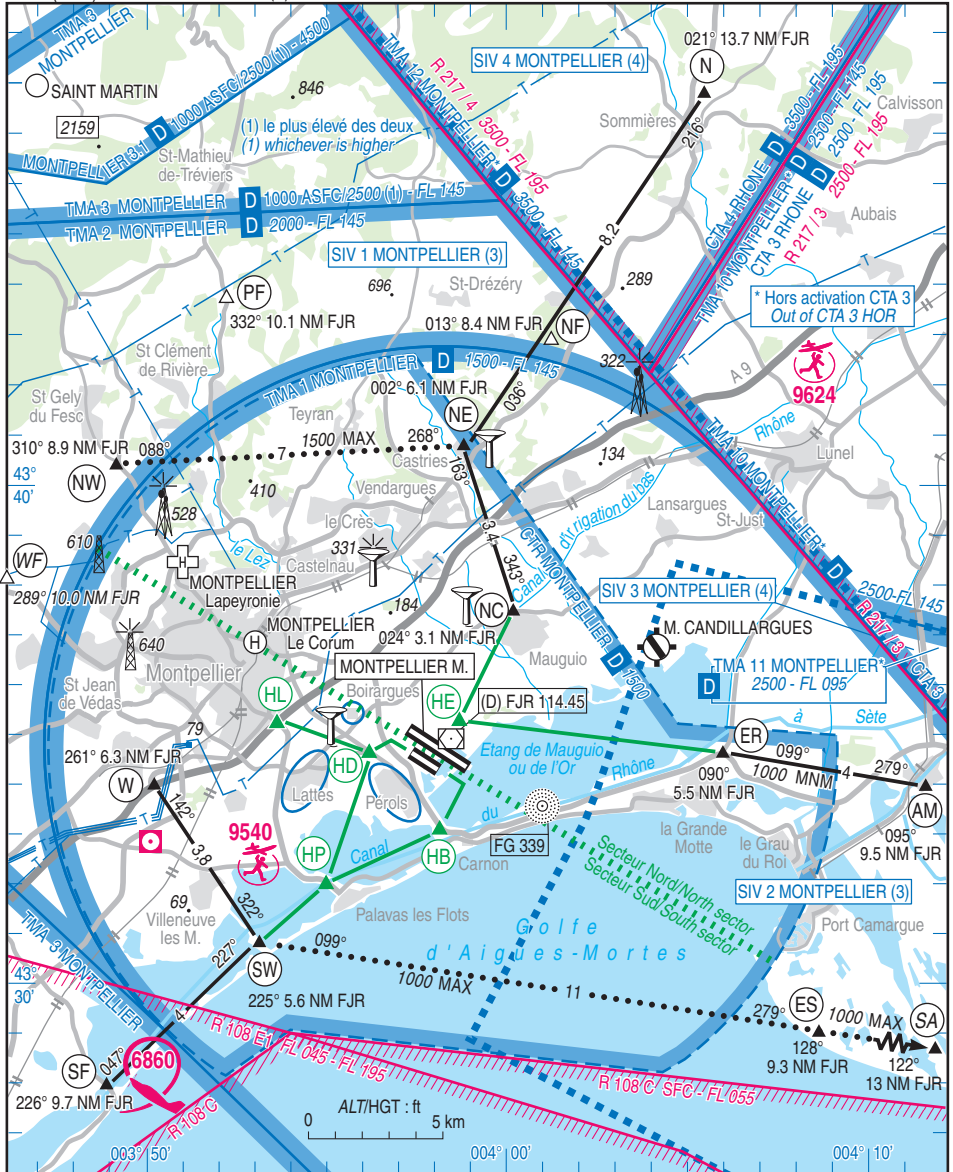 TMA 3
MONTPELLIER
SAINT MARTIN
2159
MONTPELLIER 3.1 D 1000 ASFC/2500 (1) - 4500
846
(1) le plus élevé des deux
(1) whichever is higher
St-Mathieu
de-Tréviers
TMA 3 MONTPELLIER D 1000 ASFC/2500 (1) - FL 145
TMA 2 MONTPELLIER D 2000 - FL 145
SIV 4 MONTPELLIER (4)
021° 13.7 NM FJR
N
Sommières
216°
8.2
TMA 12 MONTPELLIER* D 3500 - FL 145
R 217/4 3500 - FL 195
CTA 4 RHONE D 3500 - FL 195
TMA 10 MONTPELLIER* D 2500 - FL 145
CTA 3 RHONE D 2500 - FL 195
R 217/3 2500 - FL 195
Calvisson
Aubais
SIV 1 MONTPELLIER (3)
696
St-Drézéry
289
PF
332° 10.1 NM FJR
013° 8.4 NM FJR
NF
* Hors activation CTA 3
Out of CTA 3 HOR
322
A 9
9624
St Clément
de Rivière
TMA 1 MONTPELLIER D 1500 - FL 145
002° 6.1 NM FJR
NE
036°
St Gely
du Fesc
Teyran
310° 8.9 NM FJR
088°
7
1500 MAX
268°
NW
Castries
163°
Vendargues
134
Rhône
Lunel
43°
40'
410
528
610
le Crès
331
Castelnau
le Lez
3.4
343°
Canal
d'irrigation du bas
Lansargues
St-Just
TMA 10 MONTPELLIER* D 2500-FL 145
R 217/3
CTA 3
WF
289° 10.0 NM FJR
MONTPELLIER
Lapeyronie
184
NC
024° 3.1 NM FJR
CTR MONTPELLIER D 1500
SIV 3 MONTPELLIER (4)
640
H
MONTPELLIER
Le Corum
Montpellier
Mauguio
M. CANDILLARGUES
MONTPELLIER M.
TMA 11 MONTPELLIER*
D 2500 - FL 095
St Jean
de Védas
HL
Boirargues
HE
(D) FJR 114.45
à Sète
79
HD
Etang de Mauguio
ou de l'Or
ER
099°
4
279°
1000 MNM
261° 6.3 NM FJR
W
Lattes
Pérols
Rhône
090°
5.5 NM FJR
AM
095°
9.5 NM FJR
142°
3.8
9540
HP
Canal
du
HB
Carnon
FG 339
la Grande
Motte
le Grau
du Roi
Secteur Nord/North sector
Secteur Sud/South sector
SIV 2 MONTPELLIER (3)
69
Villeneuve
les M.
322°
Palavas les Flots
Port Camargue
Golfe
d'Aigues-Mortes
TMA 3 MONTPELLIER
227°
SW
099°
1000 MAX
11
279°
43°
30'
225° 5.6 NM FJR
ES
1000 MAX
SA
128°
9.3 NM FJR
122°
13 NM FJR
4
R 108 E1 FL 045 - FL 195
R 108 C SFC - FL 055
SF
047°
6860
226° 9.7 NM FJR
R 108 C
ALT/HGT : ft
0
5 km
003° 50'
004° 00'
004° 10'